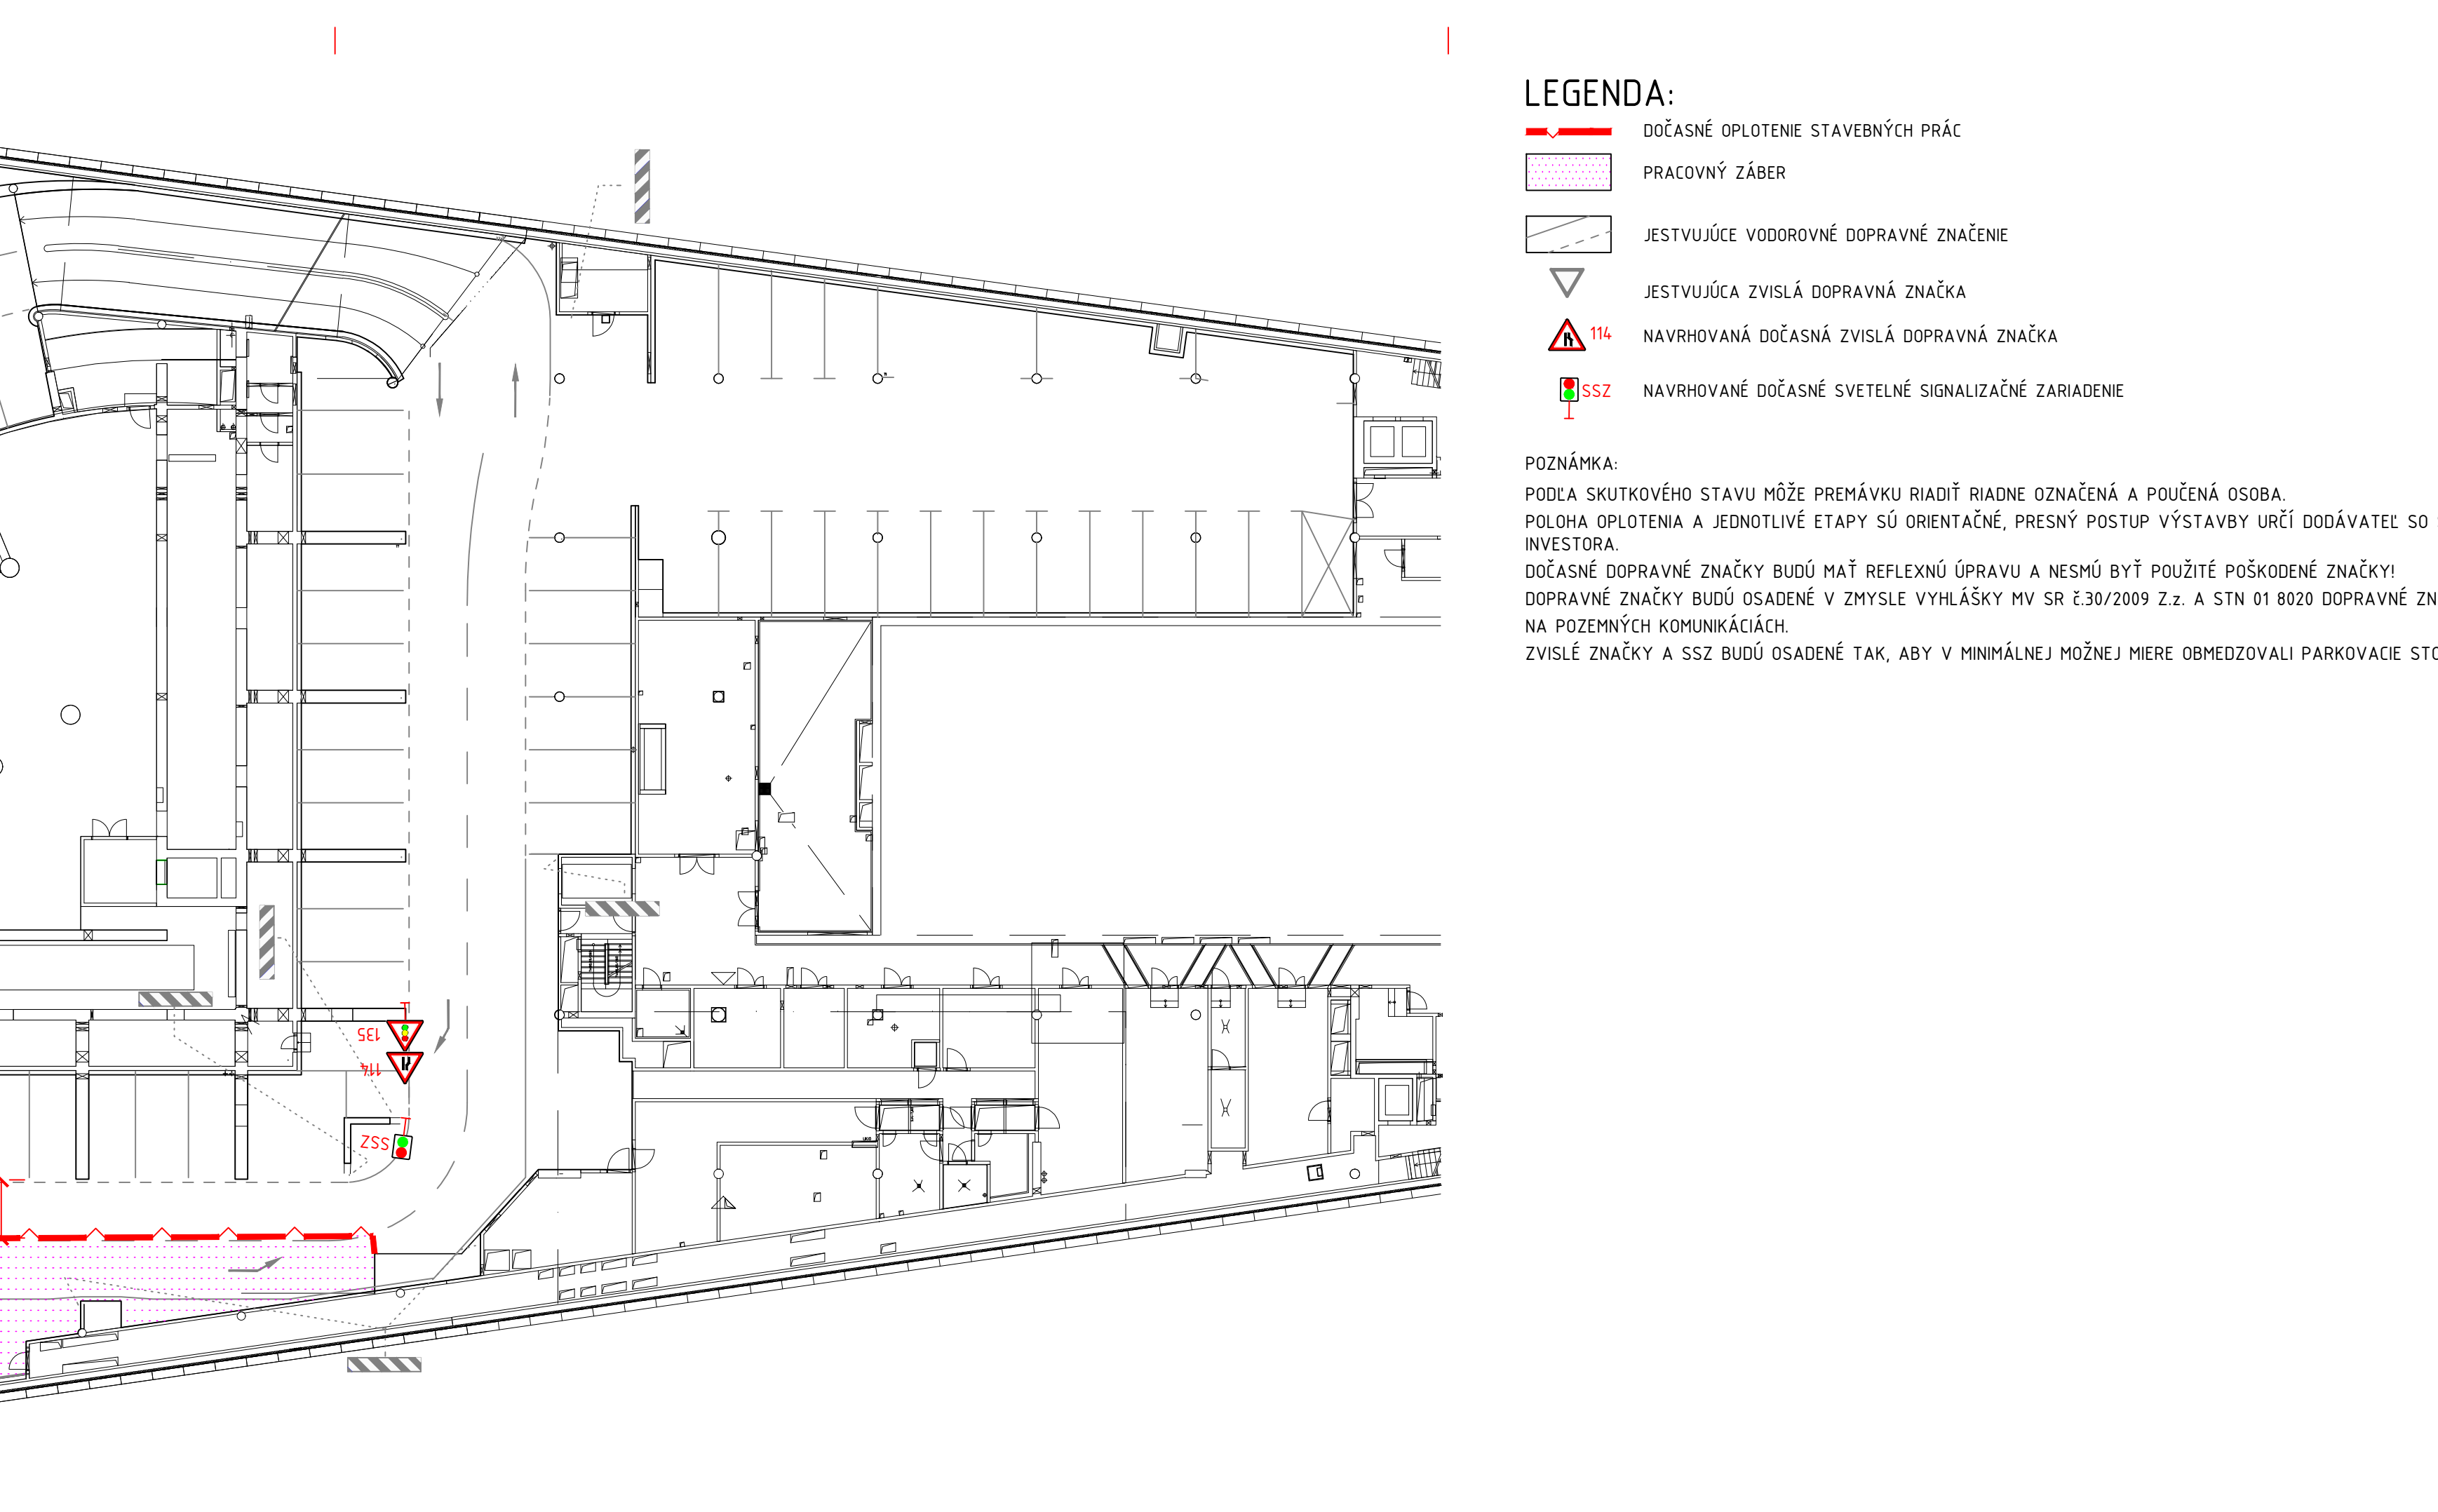 LEGENDA:
DOČASNÉ OPLOTENIE STAVEBNÝCH PRÁC
PRACOVNÝ ZÁBER
JESTVUJÚCE VODOROVNÉ DOPRAVNÉ ZNAČENIE
JESTVUJÚCA ZVISLÁ DOPRAVNÁ ZNAČKA
114 NAVRHOVANÁ DOČASNÁ ZVISLÁ DOPRAVNÁ ZNAČKA
SSZ NAVRHOVANÉ DOČASNÉ SVETELNÉ SIGNALIZAČNÉ ZARIADENIE
POZNÁMKA:
PODĽA SKUTKOVÉHO STAVU MÔŽE PREMÁVKU RIADIŤ RIADNE OZNAČENÁ A POUČENÁ OSOBA.
POLOHA OPLOTENIA A JEDNOTLIVÉ ETAPY SÚ ORIENTAČNÉ, PRESNÝ POSTUP VÝSTAVBY URČÍ DODÁVATEĽ SO
INVESTORA.
DOČASNÉ DOPRAVNÉ ZNAČKY BUDÚ MAŤ REFLEXNÚ ÚPRAVU A NESMÚ BYŤ POUŽITÉ POŠKODENÉ ZNAČKY!
DOPRAVNÉ ZNAČKY BUDÚ OSADENÉ V ZMYSLE VYHLÁŠKY MV SR č.30/2009 Z.z. A STN 01 8020 DOPRAVNÉ ZN
NA POZEMNÝCH KOMUNIKÁCIÁCH.
ZVISLÉ ZNAČKY A SSZ BUDÚ OSADENÉ TAK, ABY V MINIMÁLNEJ MOŽNEJ MIERE OBMEDZOVALI PARKOVACIE STO
135
114
SSZ